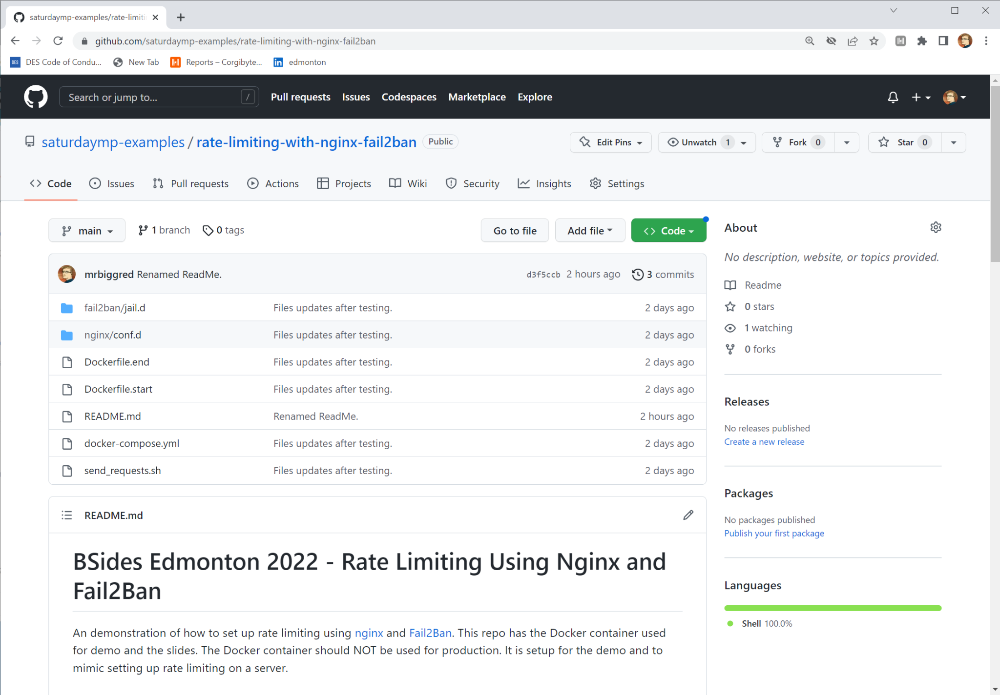 saturdaymp-examples/rate-limiti
github.com/saturdaymp-examples/rate-limiting-with-nginx-fail2ban
DES DES Code of Condu... New Tab Reports – Corgibyte... in edmonton
Search or jump to... / Pull requests Issues Codespaces Marketplace Explore
saturdaymp-examples / rate-limiting-with-nginx-fail2ban Public Edit Pins Unwatch 1 Fork 0 Star 0
Code Issues Pull requests Actions Projects Wiki Security Insights Settings
main 1 branch 0 tags Go to file Add file Code
mrbiggred Renamed ReadMe. d3f5ccb 2 hours ago 3 commits
fail2ban/jail.d Files updates after testing. 2 days ago
nginx/conf.d Files updates after testing. 2 days ago
Dockerfile.end Files updates after testing. 2 days ago
Dockerfile.start Files updates after testing. 2 days ago
README.md Renamed ReadMe. 2 hours ago
docker-compose.yml Files updates after testing. 2 days ago
send_requests.sh Files updates after testing. 2 days ago
README.md
BSides Edmonton 2022 - Rate Limiting Using Nginx and
Fail2Ban
An demonstration of how to set up rate limiting using nginx and Fail2Ban. This repo has the Docker container used
for demo and the slides. The Docker container should NOT be used for production. It is setup for the demo and to
mimic setting up rate limiting on a server.
About
No description, website, or topics provided.
Readme
0 stars
1 watching
0 forks
Releases
No releases published
Create a new release
Packages
No packages published
Publish your first package
Languages
Shell 100.0%